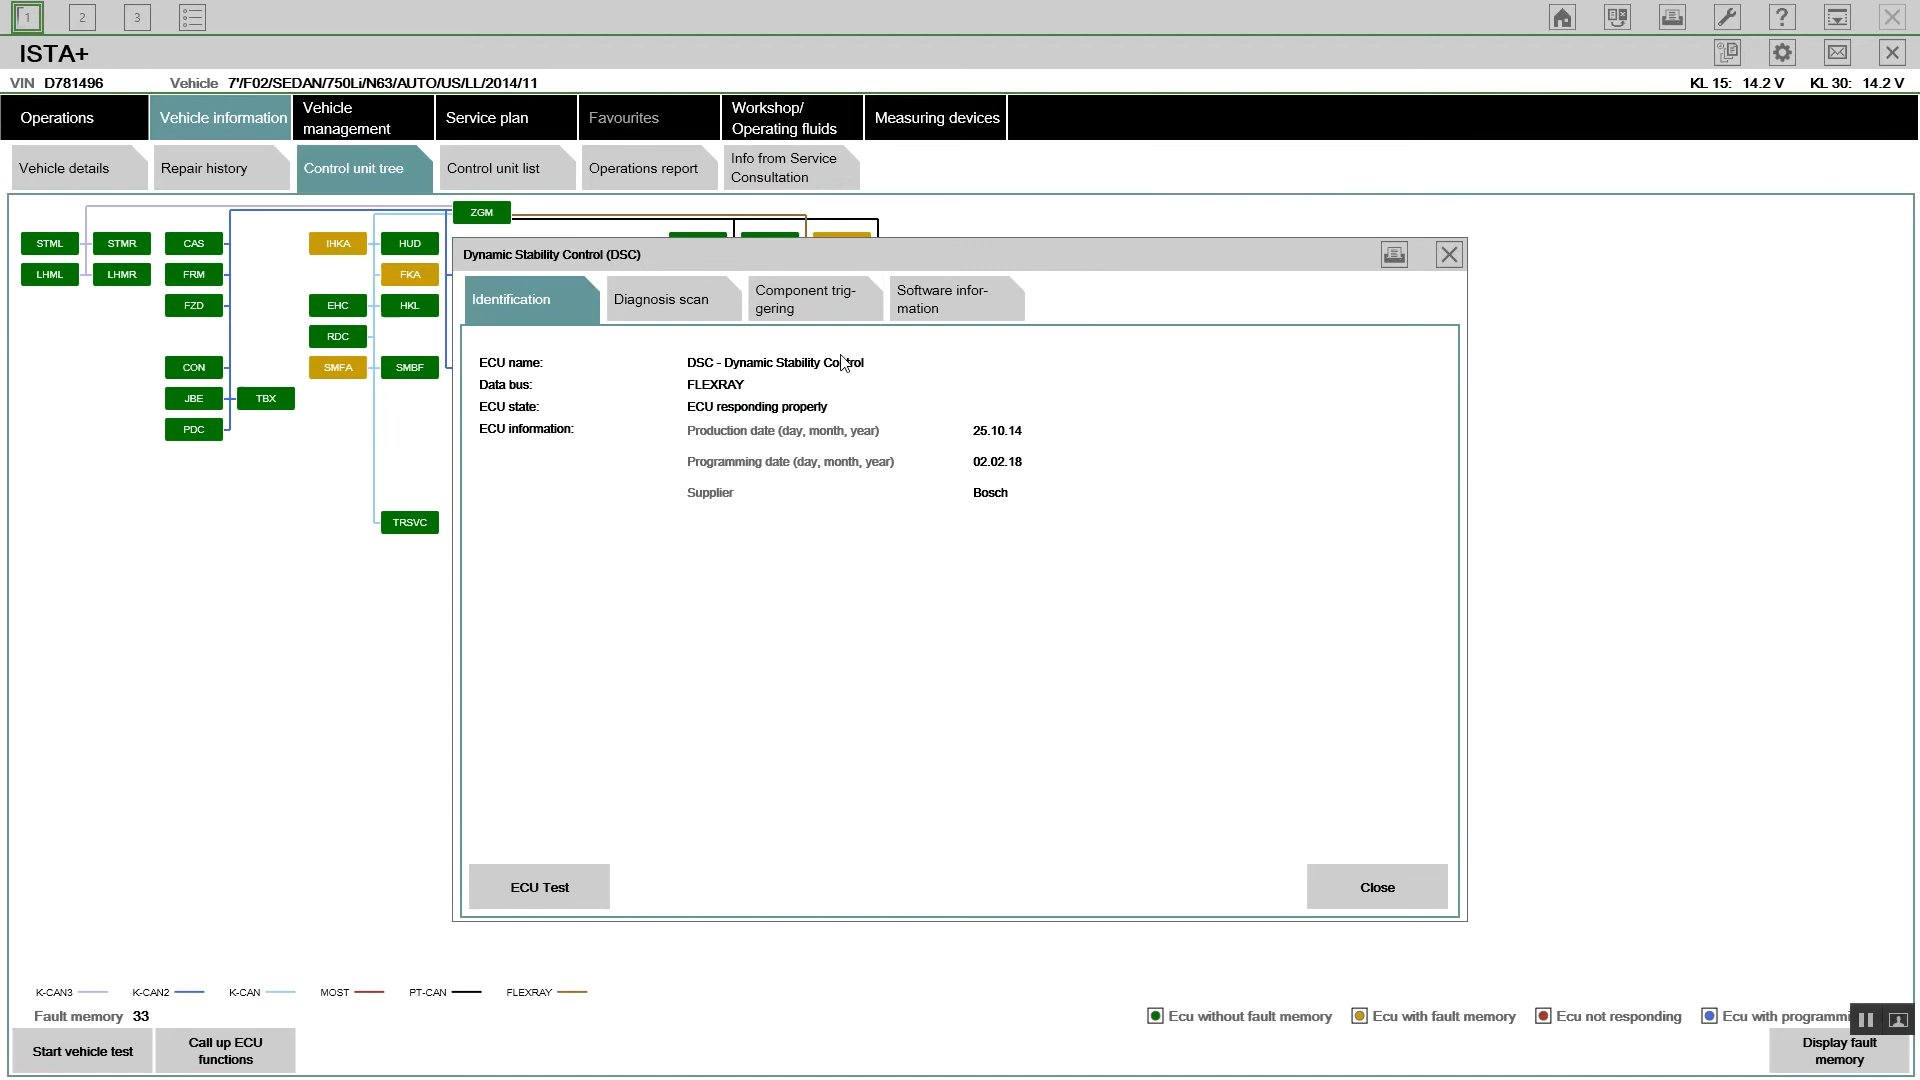 1
2
3
ISTA+
VIN D781496 Vehicle 7'/F02/SEDAN/750Li/N63/AUTO/US/LL/2014/11 KL 15: 14.2 V KL 30: 14.2 V
Operations
Vehicle information
Vehicle
management
Service plan
Favourites
Workshop/
Operating fluids
Measuring devices
Vehicle details
Repair history
Control unit tree
Control unit list
Operations report
Info from Service
Consultation
ZGM
STML STMR CAS IHKA HUD
LHML LHMR FRM FKA
FZD EHC HKL
RDC
CON SMFA SMBF
JBE TBX
PDC
TRSVC
Dynamic Stability Control (DSC)
Identification
Diagnosis scan
Component trig-
gering
Software infor-
mation
ECU name: DSC - Dynamic Stability Control
Data bus: FLEXRAY
ECU state: ECU responding properly
ECU information: Production date (day, month, year) 25.10.14
Programming date (day, month, year) 02.02.18
Supplier Bosch
ECU Test
Close
K-CAN3 K-CAN2 K-CAN MOST PT-CAN FLEXRAY
Fault memory 33
Ecu without fault memory Ecu with fault memory Ecu not responding Ecu with programmi
Start vehicle test
Call up ECU
functions
Display fault
memory